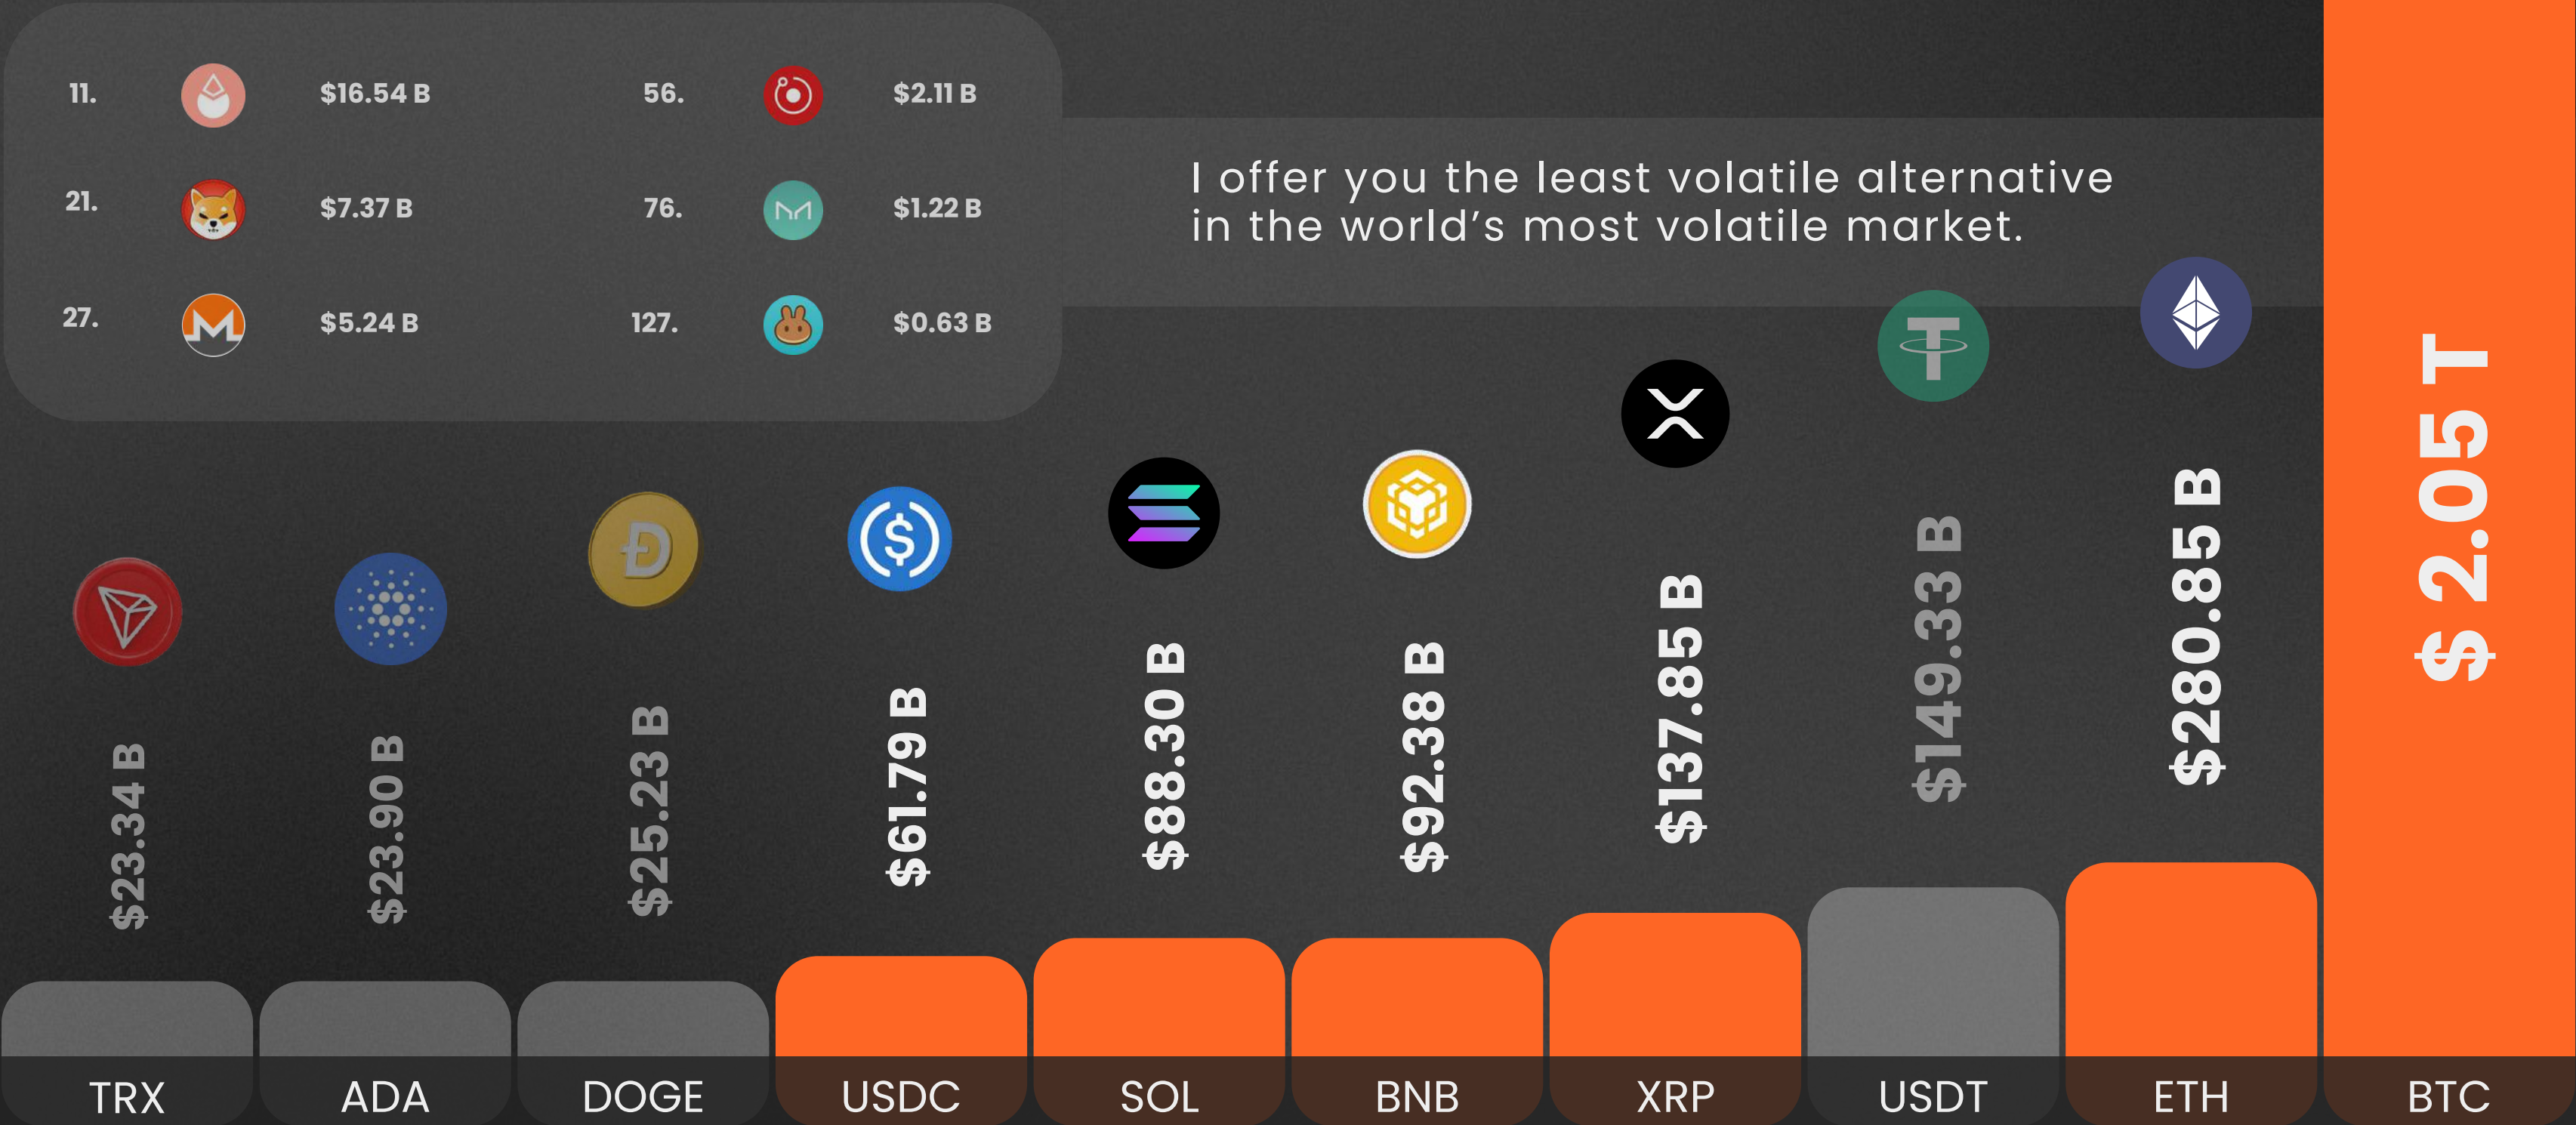 11.
$16.54 B
56.
$2.11 B
21.
$7.37 B
76.
$1.22 B
27.
$5.24 B
127.
$0.63 B
I offer you the least volatile alternative
in the world’s most volatile market.
$23.34 B
$23.90 B
$25.23 B
$61.79 B
$88.30 B
$92.38 B
$137.85 B
$149.33 B
$280.85 B
$ 2.05 T
TRX
ADA
DOGE
USDC
SOL
BNB
XRP
USDT
ETH
BTC